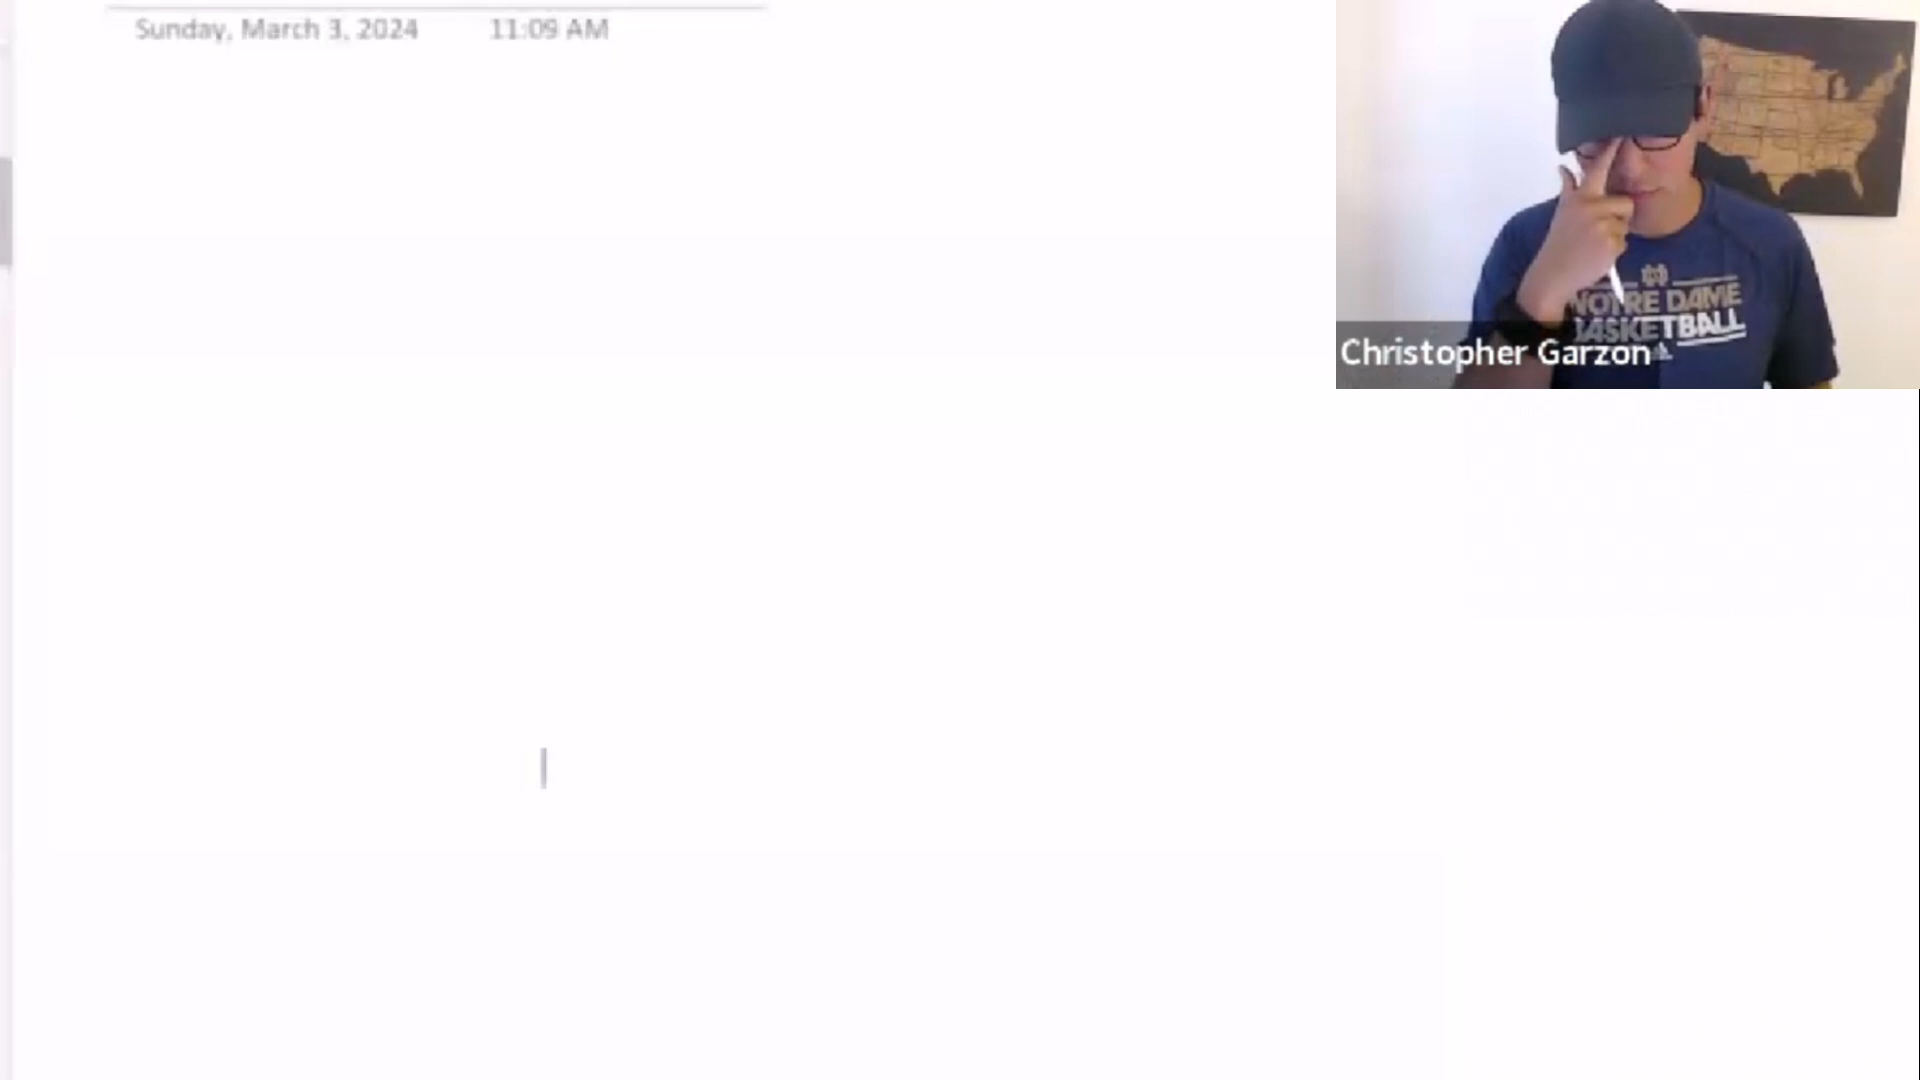 Sunday, March 3, 2024 11:09 AM
NOTRE DAME
BASKETBALL
Christopher Garzon